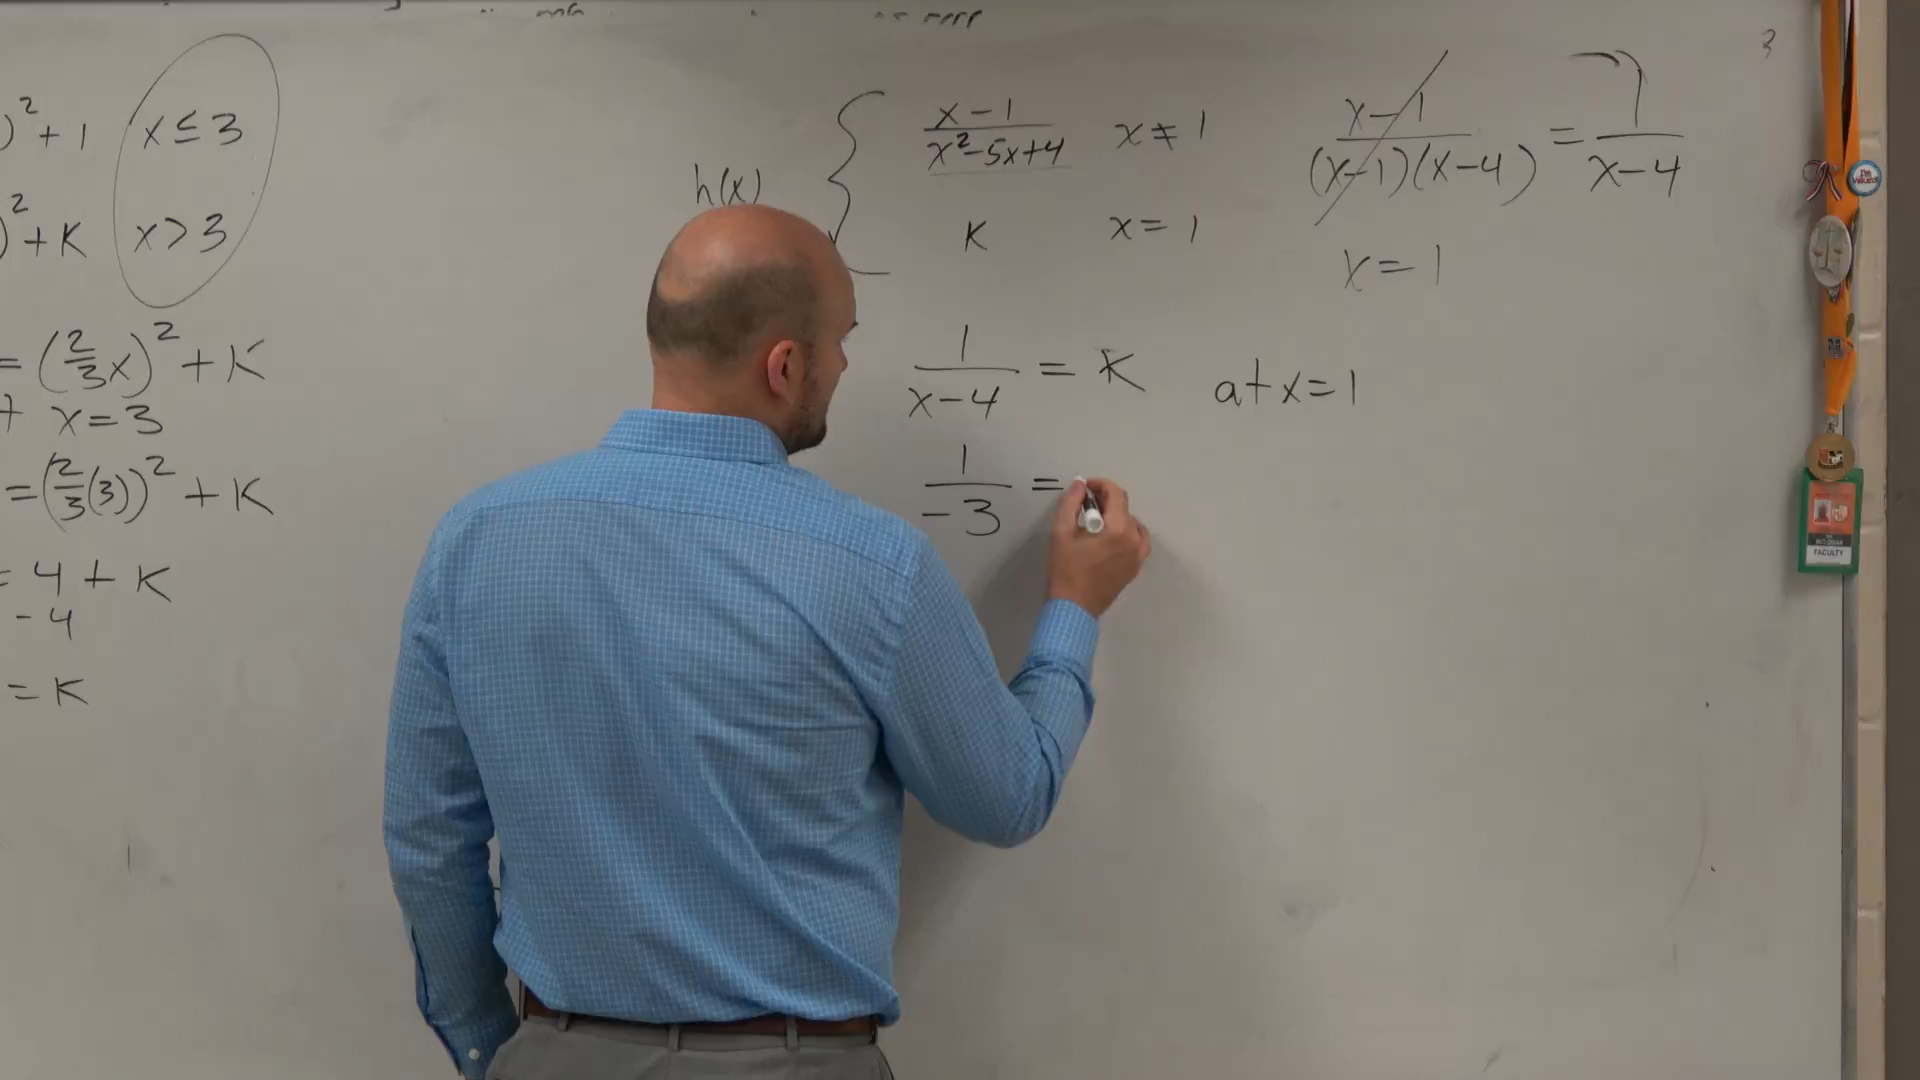 )² + 1 x ≤ 3
)² + K x > 3
= (2/3 x)² + K
x = 3
= (2/3 (3))² + K
= 4 + K
- 4
= K
h(x) { (x - 1)/(x² - 5x + 4) x ≠ 1
K x = 1
1/(x - 4) = K at x = 1
1/(-3) =
(x - 1)/((x - 1)(x - 4)) = 1/(x - 4)
x = 1
3
FACULTY